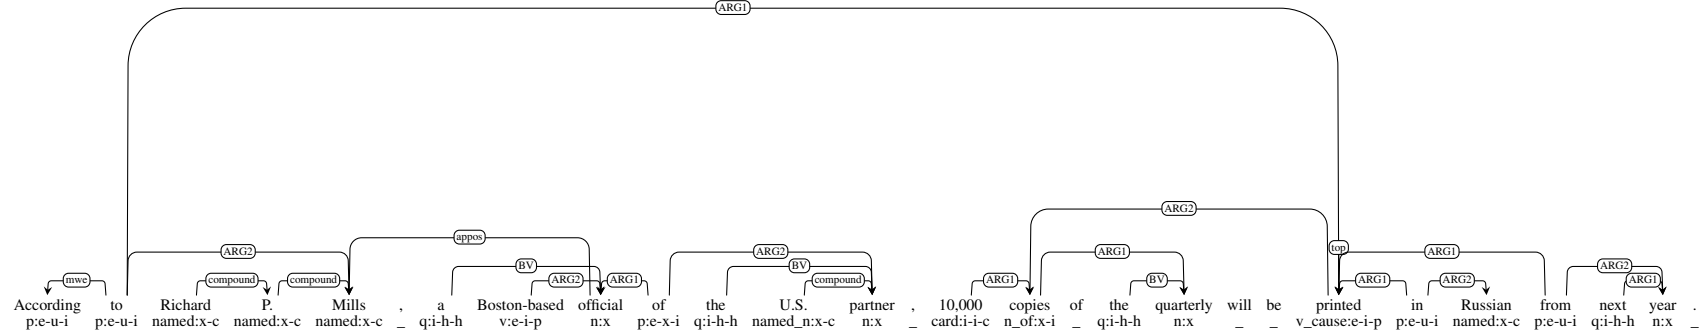 ARG1
ARG2
appos
top
ARG2 ARG2 ARG1
BV BV ARG2
mwe compound compound ARG2 ARG1 compound ARG1 BV ARG1 ARG2 ARG1
According to Richard P. Mills , a Boston-based official of the U.S. partner , 10,000 copies of the quarterly will be printed in Russian from next year .
p:e-u-i p:e-u-i named:x-c named:x-c named:x-c _ q:i-h-h v:e-i-p n:x p:e-x-i q:i-h-h named_n:x-c n:x _ card:i-i-c n_of:x-i _ q:i-h-h n:x _ _ v_cause:e-i-p p:e-u-i named:x-c p:e-u-i q:i-h-h n:x _